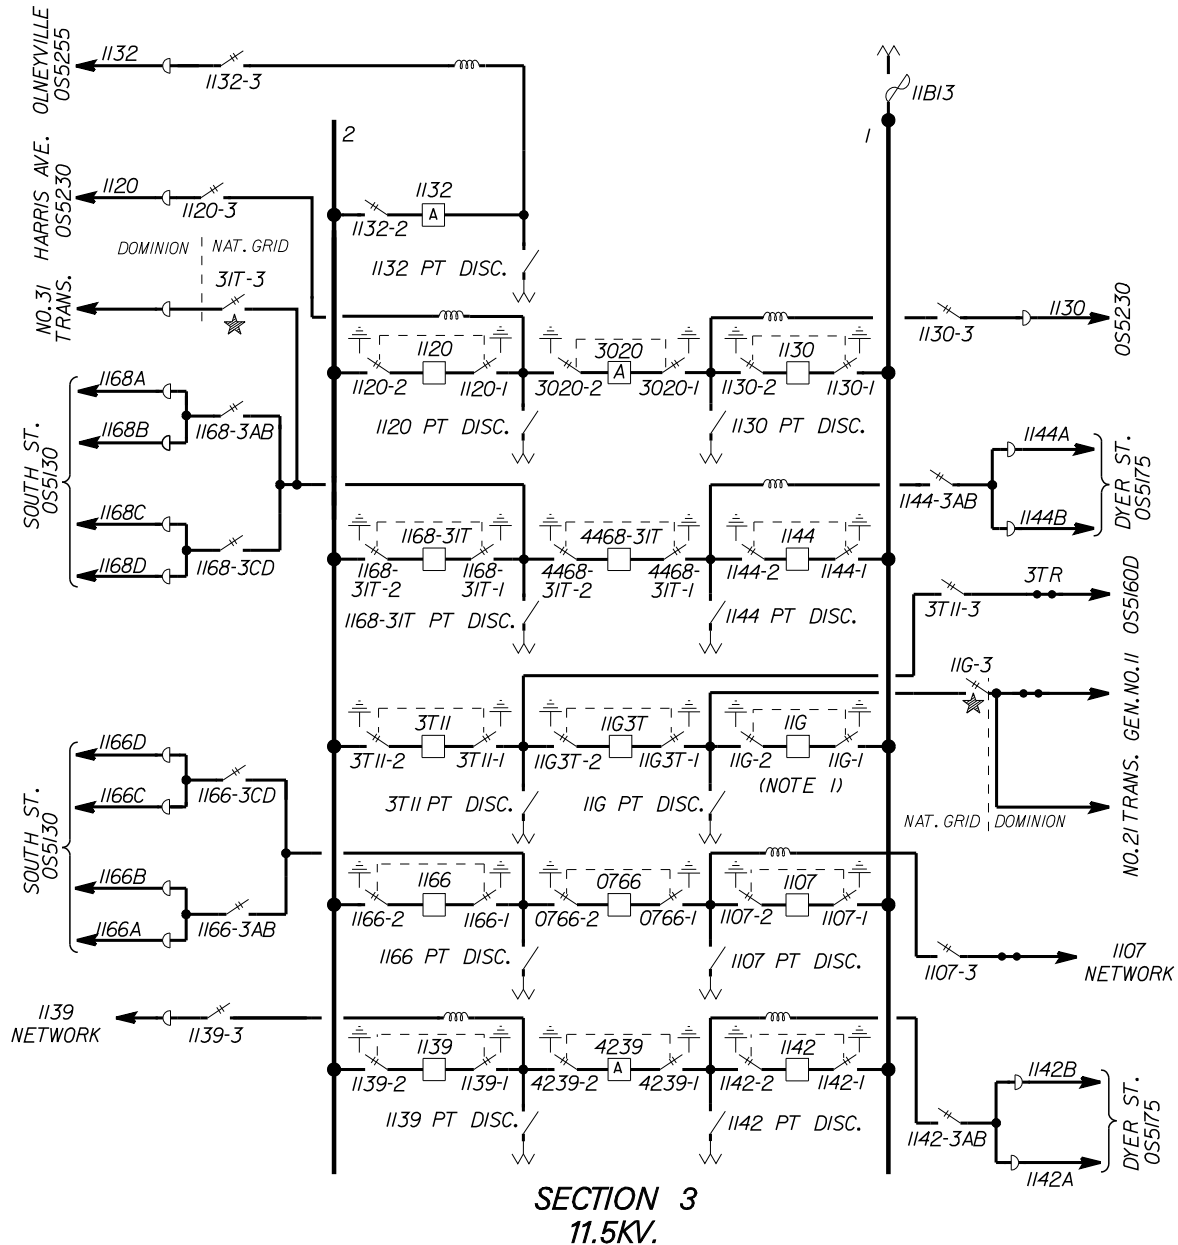 OLNEYVILLE
OS5255
1132
1132-3
11B13
2
1
HARRIS AVE.
OS5230
1120
1120-3
1132
A
1132-2
1132 PT DISC.
DOMINION
NAT. GRID
NO.31
TRANS.
31T-3
1130
1130-3
OS5230
1120
1120-2
1120-1
3020
A
3020-2
3020-1
1130
1130-2
1130-1
1120 PT DISC.
1130 PT DISC.
SOUTH ST.
OS5130
1168A
1168B
1168-3AB
1168C
1168D
1168-3CD
1144A
1144B
1144-3AB
DYER ST.
OS5175
1168-31T
1168-
31T-2
1168-
31T-1
4468-31T
4468-
31T-2
4468-
31T-1
1144
1144-2
1144-1
1168-31T PT DISC.
1144 PT DISC.
3TR
3T11-3
OS5160D
11G-3
GEN.NO.11
NO.21 TRANS.
3T11
3T11-2
3T11-1
11G3T
11G3T-2
11G3T-1
11G
11G-2
11G-1
(NOTE 1)
3T11 PT DISC.
11G PT DISC.
NAT. GRID
DOMINION
SOUTH ST.
OS5130
1166D
1166C
1166-3CD
1166B
1166A
1166-3AB
1166
1166-2
1166-1
0766
0766-2
0766-1
1107
1107-2
1107-1
1166 PT DISC.
1107 PT DISC.
1107-3
1107
NETWORK
1139
NETWORK
1139-3
1139
1139-2
1139-1
4239
A
4239-2
4239-1
1142
1142-2
1142-1
1139 PT DISC.
1142 PT DISC.
1142B
1142-3AB
1142A
DYER ST.
OS5175
SECTION 3
11.5KV.